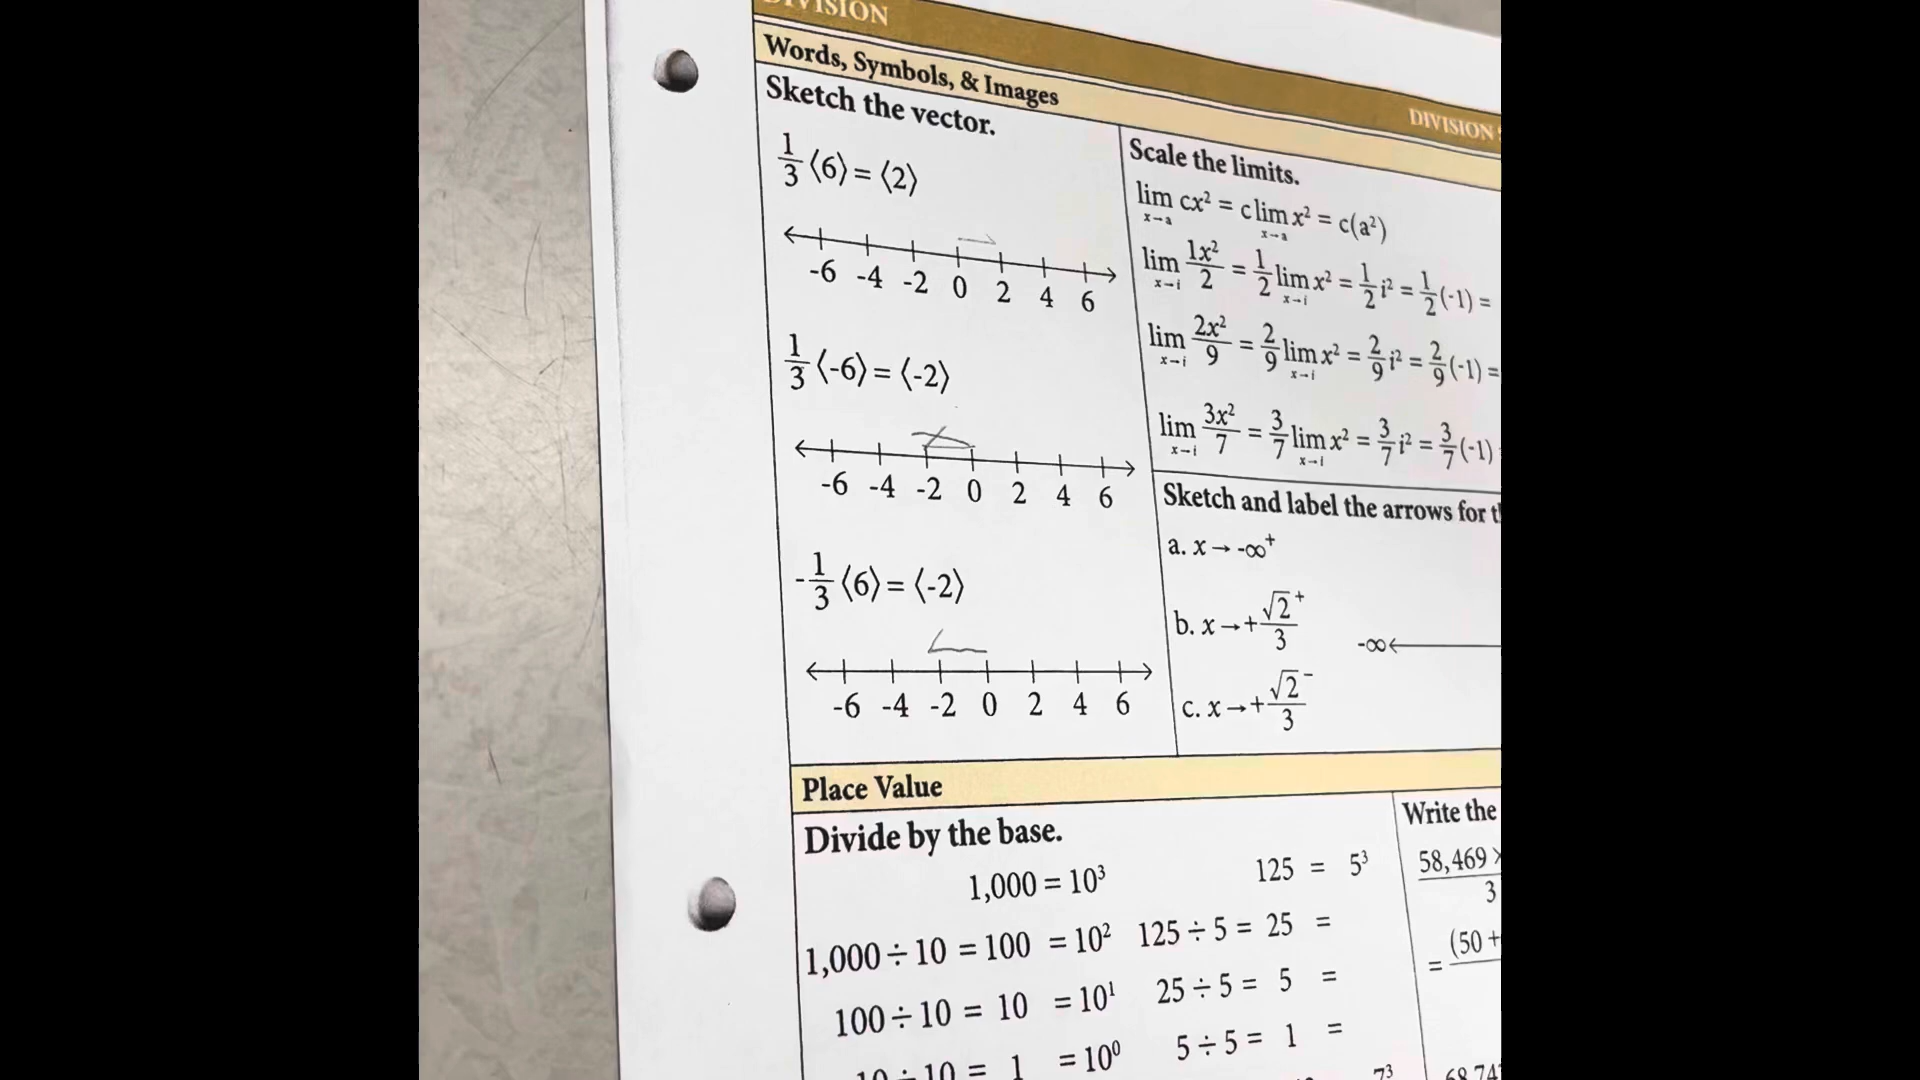 DIVISION
DIVISION
Words, Symbols, & Images
Sketch the vector.
1/3 ⟨6⟩ = ⟨2⟩
-6 -4 -2 0 2 4 6
1/3 ⟨-6⟩ = ⟨-2⟩
-6 -4 -2 0 2 4 6
-1/3 ⟨6⟩ = ⟨-2⟩
-6 -4 -2 0 2 4 6
Scale the limits.
lim x→a cx² = c lim x→a x² = c(a²)
lim x→i 1x²/2 = 1/2 lim x→i x² = 1/2 i² = 1/2 (-1) =
lim x→i 2x²/9 = 2/9 lim x→i x² = 2/9 i² = 2/9 (-1) =
lim x→i 3x²/7 = 3/7 lim x→i x² = 3/7 i² = 3/7 (-1)
Sketch and label the arrows for
a. x → -∞⁺
b. x → + √2/3 ⁺
-∞
c. x → + √2/3 ⁻
Place Value
Divide by the base.
1,000 = 10³
1,000 ÷ 10 = 100 = 10²
100 ÷ 10 = 10 = 10¹
10 ÷ 10 = 1 = 10⁰
125 = 5³
125 ÷ 5 = 25 =
25 ÷ 5 = 5 =
5 ÷ 5 = 1 =
7³
Write the
58,469 ×
3
= (50 +